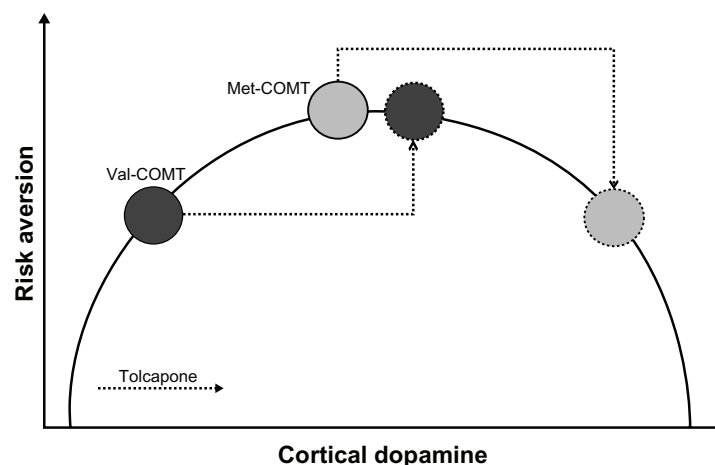 Met-COMT
Val-COMT
Risk aversion
Tolcapone
Cortical dopamine